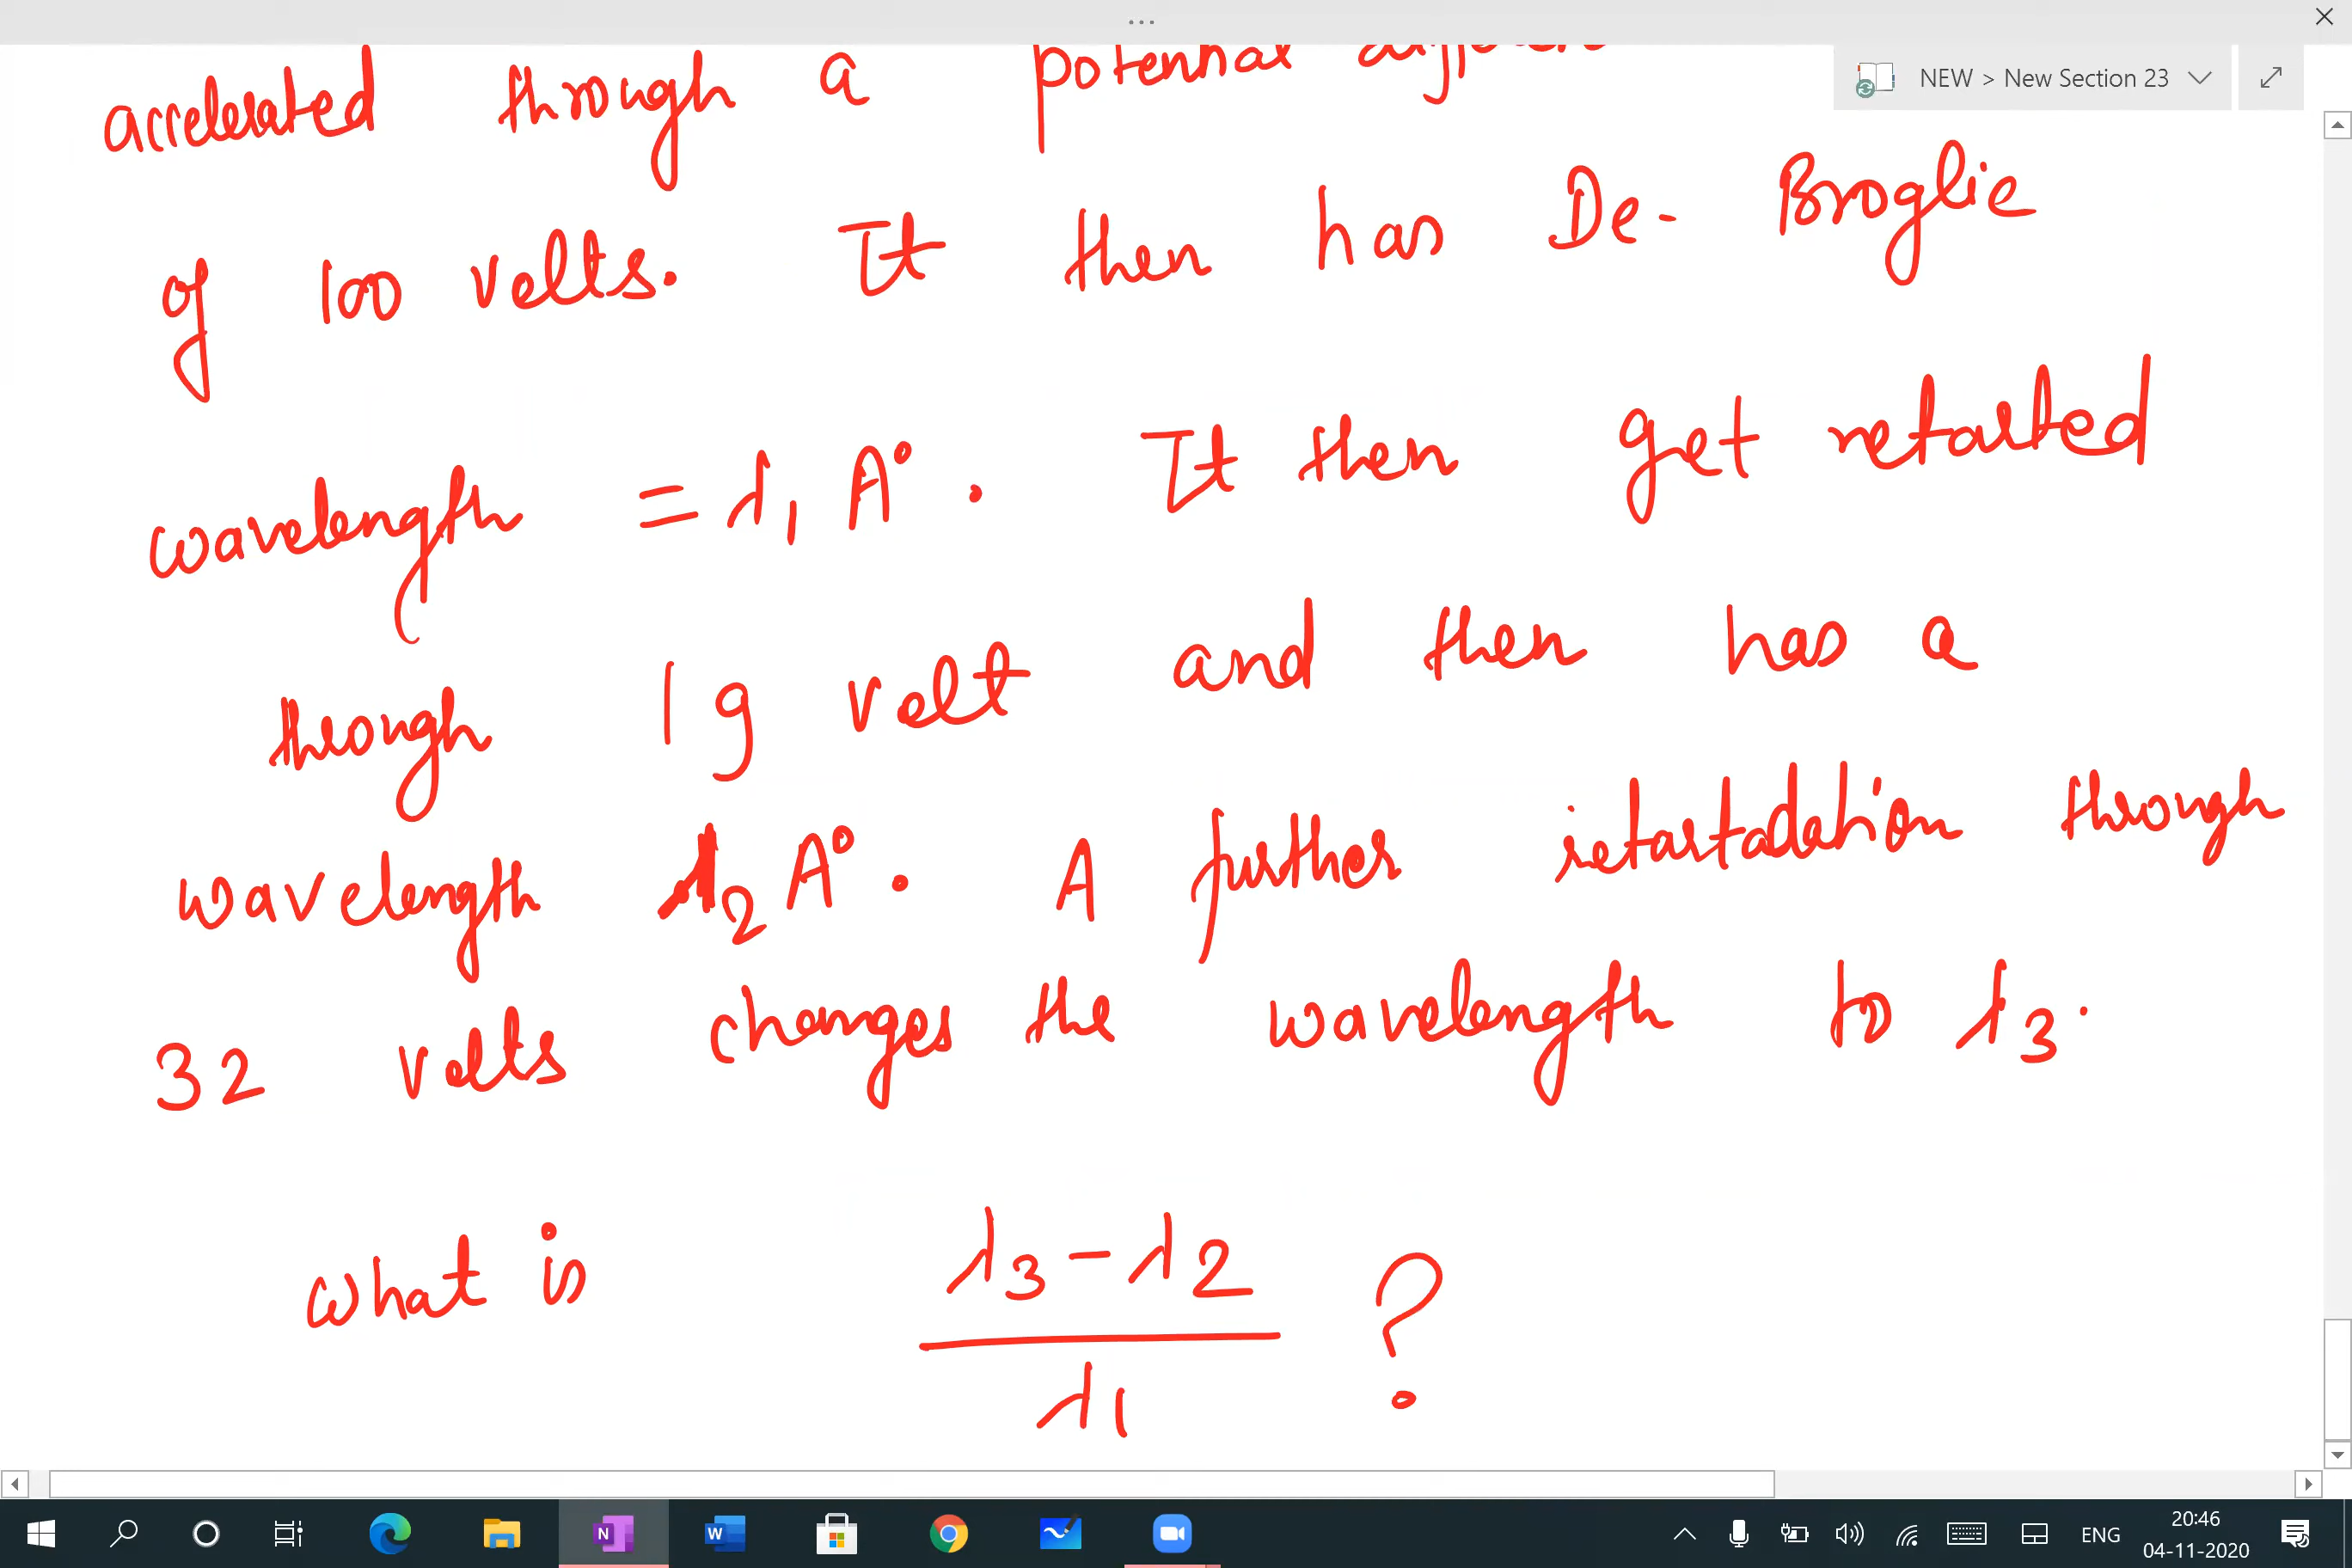 ...
NEW > New Section 23
accelerated through a potential
of 100 volts. It then has De- Broglie
wavelength = λ1 A°. It then get retarted
through 19 volt and then has a
wavelength λ2 A°. A further retartadation through
32 volts changes the wavelength to λ3.
What is λ3-λ2 ?
λ1
ENG
20:46
04-11-2020